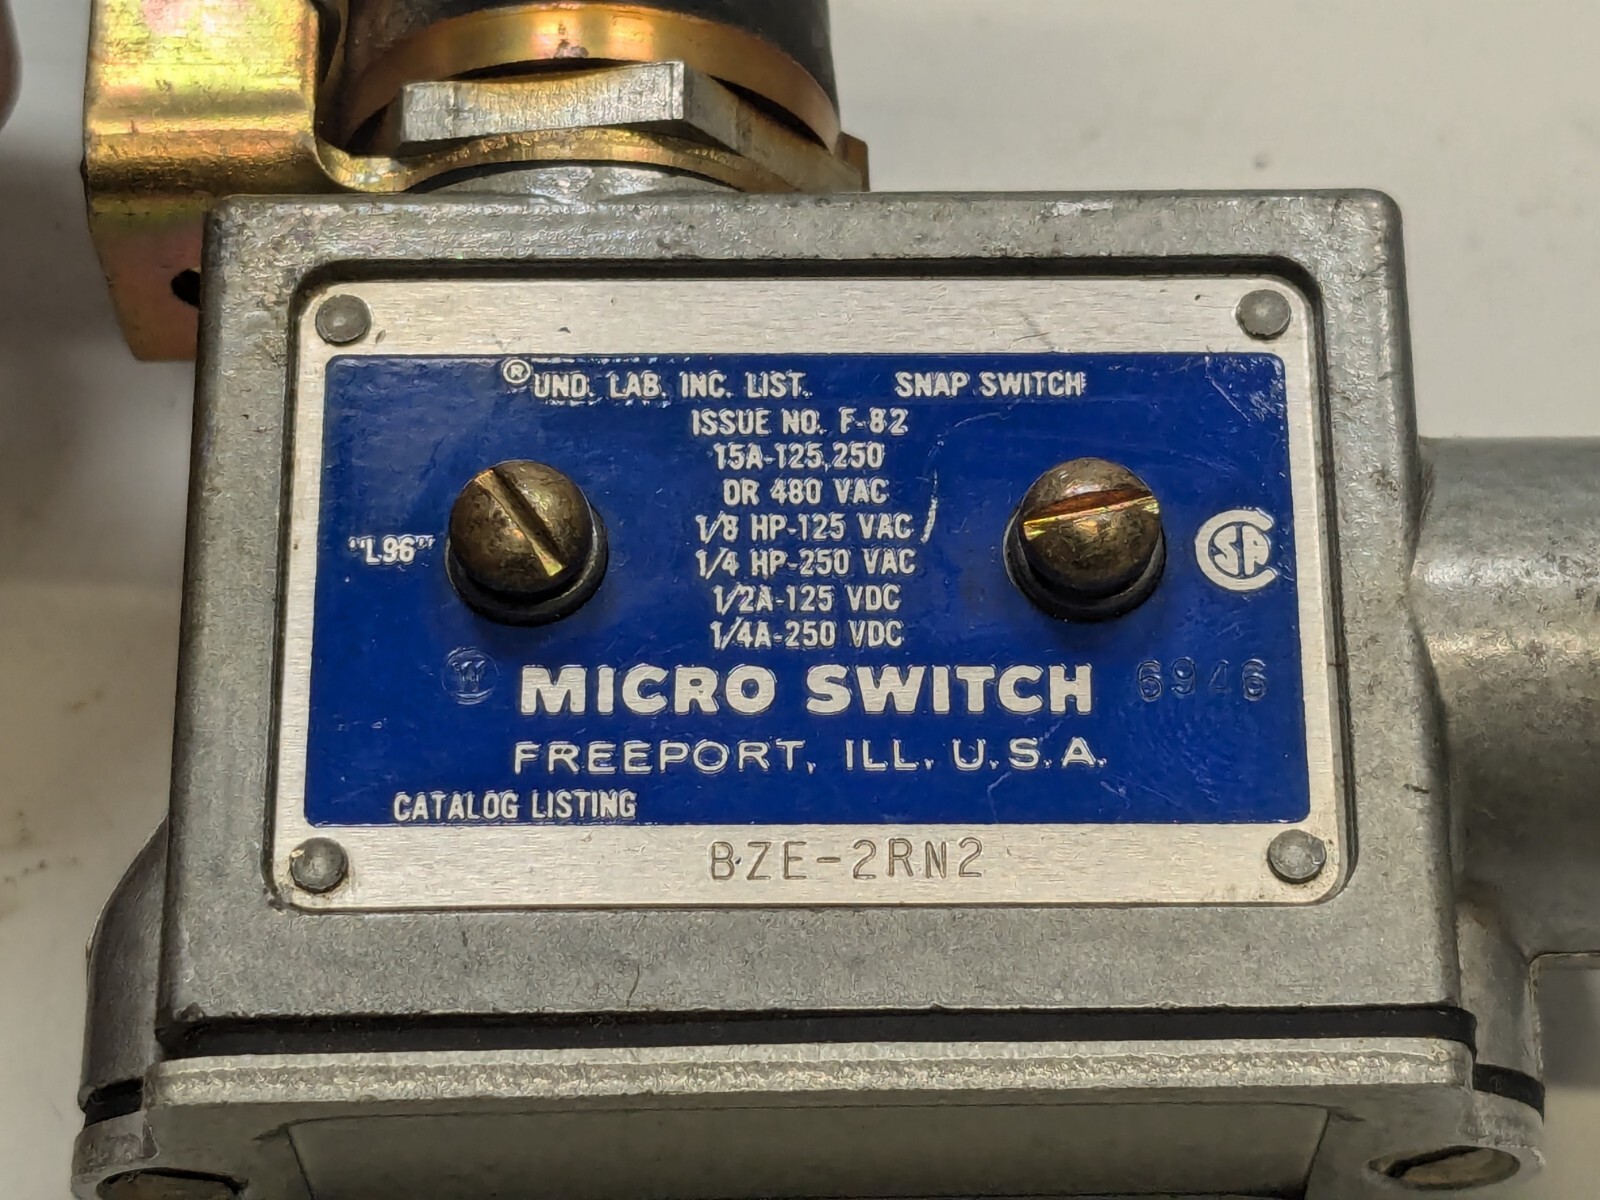 ® UND. LAB. INC. LIST. SNAP SWITCH
ISSUE NO. F-82
15A-125,250
OR 480 VAC
1/8 HP-125 VAC
"L96"
1/4 HP-250 VAC
CSA
1/2A-125 VDC
1/4A-250 VDC
MICRO SWITCH 6946
FREEPORT, ILL. U.S.A.
CATALOG LISTING
BZE-2RN2